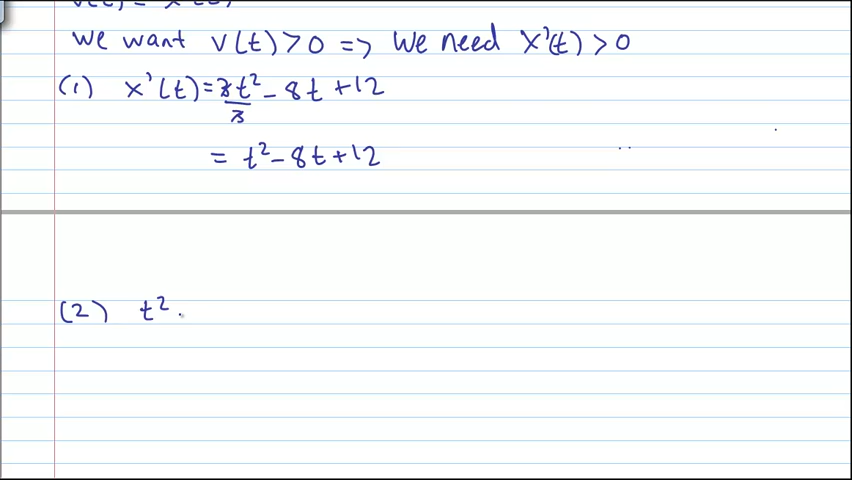 We want v(t) > 0 => We need x'(t) > 0
(1) x'(t) = 3t²/3 - 8t + 12
= t² - 8t + 12
(2) t²